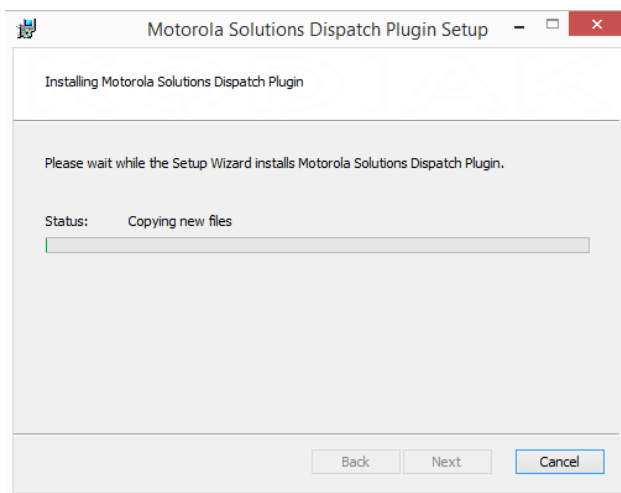 Motorola Solutions Dispatch Plugin Setup
Installing Motorola Solutions Dispatch Plugin
KODIAK
Please wait while the Setup Wizard installs Motorola Solutions Dispatch Plugin.
Status: Copying new files
Back Next Cancel